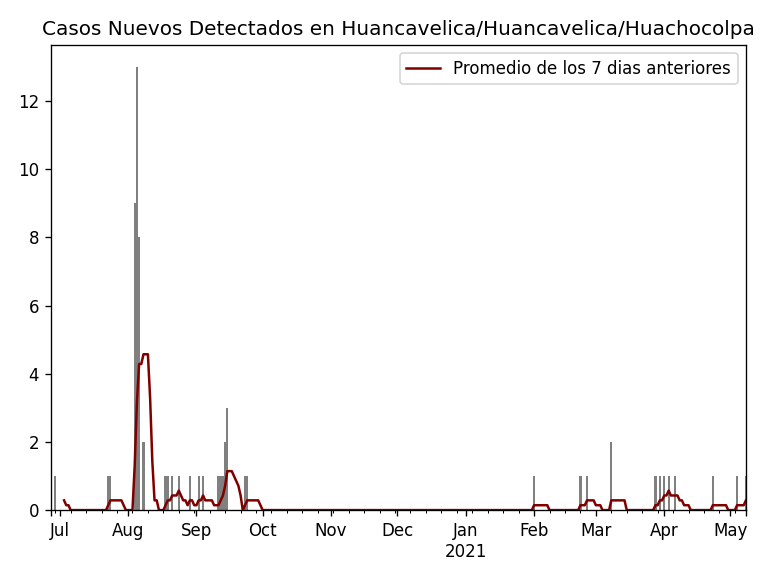 Casos Nuevos Detectados en Huancavelica/Huancavelica/Huachocolpa
Promedio de los 7 dias anteriores
12
10
8
6
4
2
0
Jul Aug Sep Oct Nov Dec Jan Feb Mar Apr May
2021